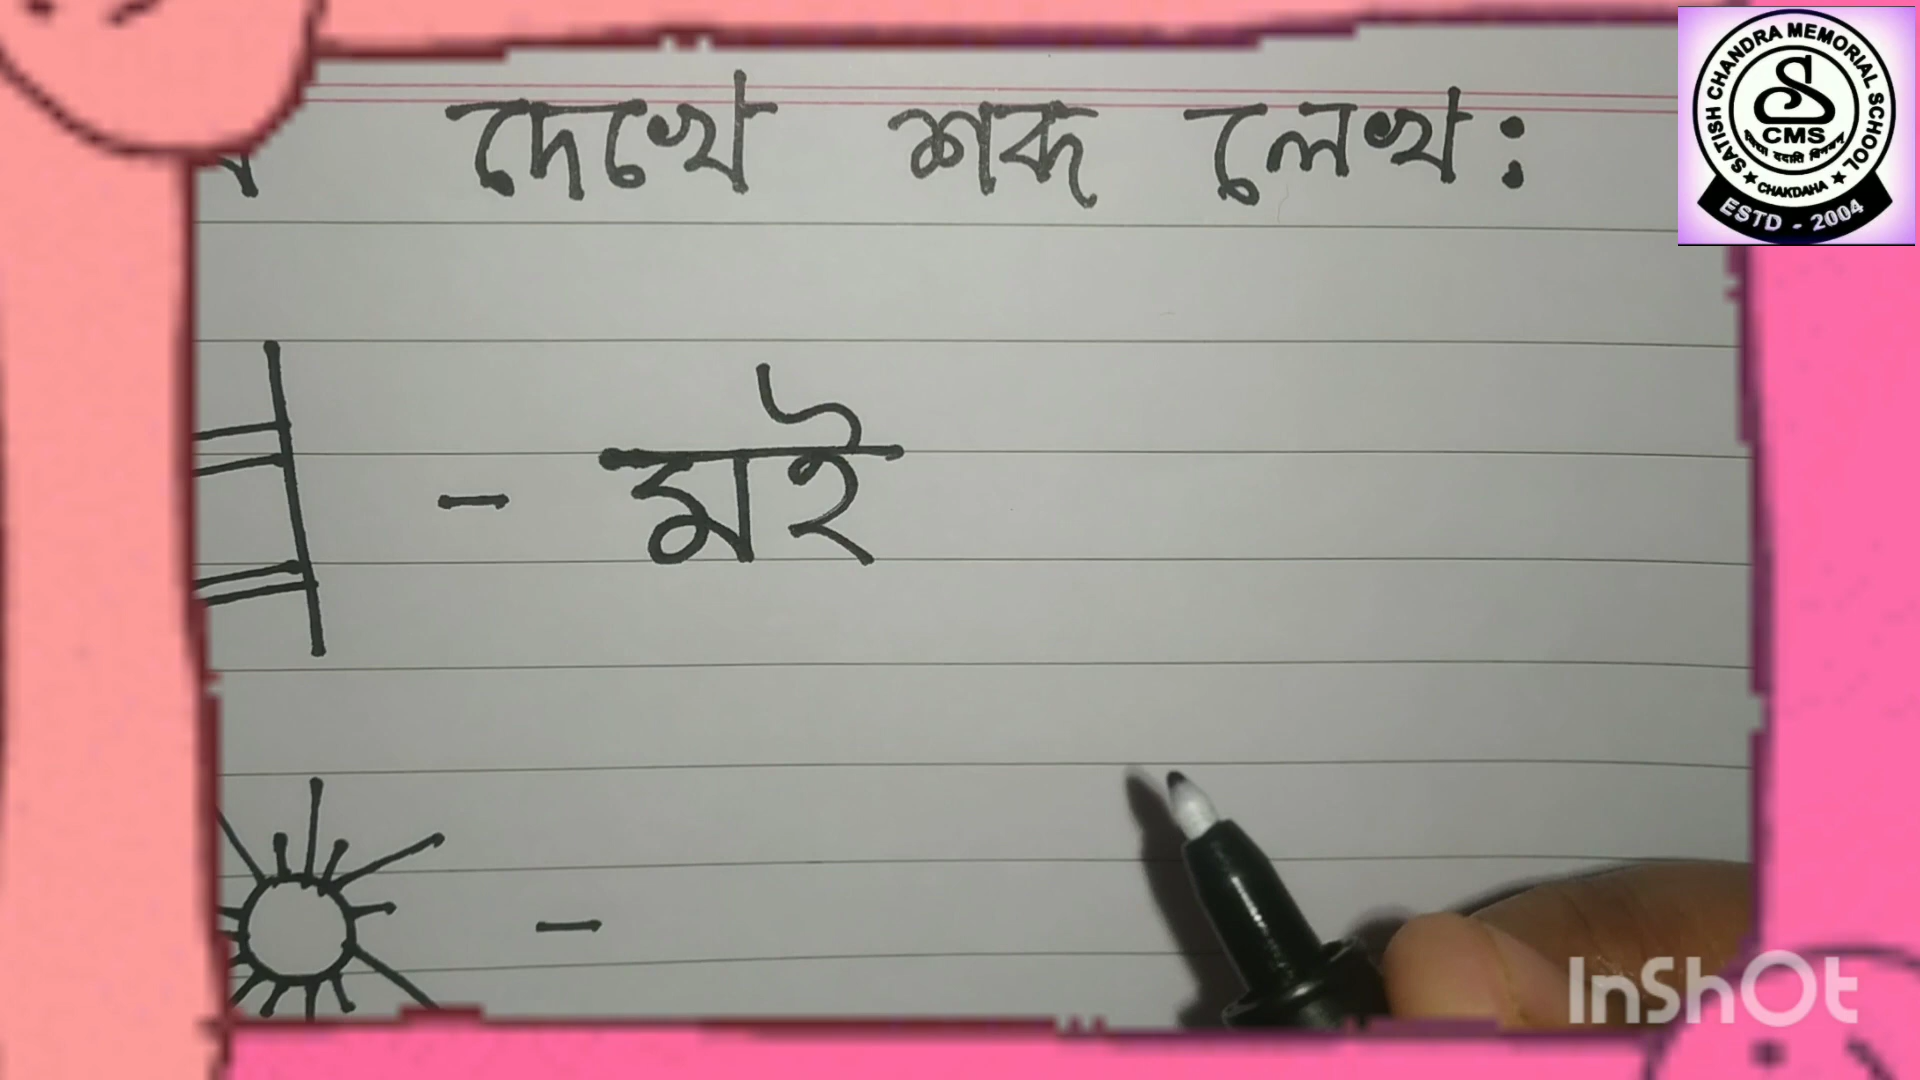 দেখে শব্দ লেখ:
- মই
-
SATISH CHANDRA MEMORIAL SCHOOL
S
CMS
CHAKDAHA
ESTD - 2004
InShOt